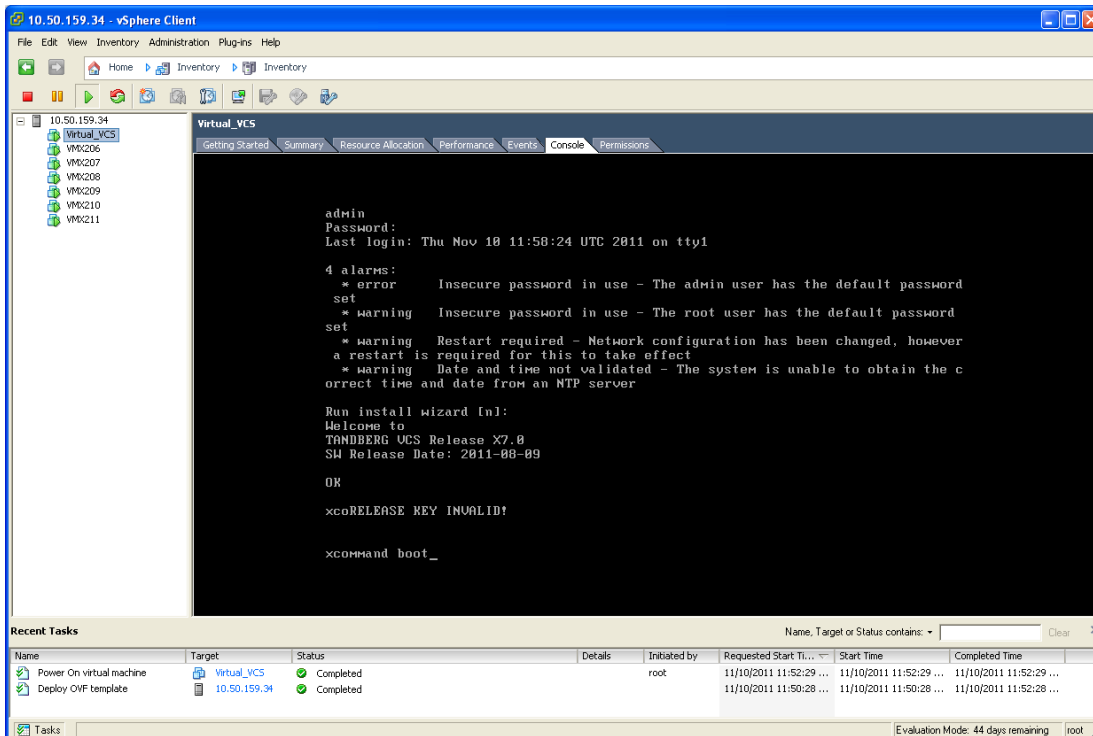 10.50.159.34 - vSphere Client
File Edit View Inventory Administration Plug-ins Help
Home Inventory Inventory
10.50.159.34
Virtual_VCS
VMX206
VMX207
VMX208
VMX209
VMX210
VMX211
Virtual_VCS
Getting Started Summary Resource Allocation Performance Events Console Permissions
admin
Password:
Last login: Thu Nov 10 11:58:24 UTC 2011 on tty1
4 alarms:
* error Insecure password in use - The admin user has the default password
set
* warning Insecure password in use - The root user has the default password
set
* warning Restart required - Network configuration has been changed, however
a restart is required for this to take effect
* warning Date and time not validated - The system is unable to obtain the c
orrect time and date from an NTP server
Run install wizard [n]:
Welcome to
TANDBERG VCS Release X7.0
SW Release Date: 2011-08-09
OK
xcoRELEASE KEY INVALID!
xcommand boot_
Recent Tasks
Name, Target or Status contains: Clear
Name Target Status Details Initiated by Requested Start Ti... Start Time Completed Time
Power On virtual machine Virtual_VCS Completed root 11/10/2011 11:52:29 ... 11/10/2011 11:52:29 ... 11/10/2011 11:52:29 ...
Deploy OVF template 10.50.159.34 Completed 11/10/2011 11:50:28 ... 11/10/2011 11:50:28 ... 11/10/2011 11:52:28 ...
Tasks Evaluation Mode: 44 days remaining root